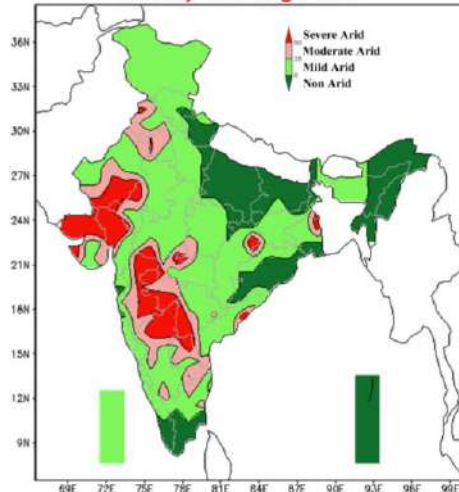 36N
33N
30N
27N
24N
21N
18N
15N
12N
9N
Severe Arid
Moderate Arid
Mild Arid
Non Arid
69E 72E 75E 78E 81E 84E 87E 90E 93E 96E 99E